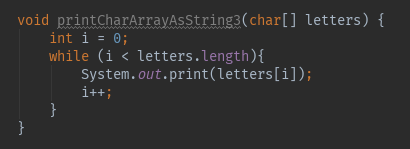 void printCharArrayAsString3(char[] letters) {
    int i = 0;
    while (i < letters.length){
        System.out.print(letters[i]);
        i++;
    }
}